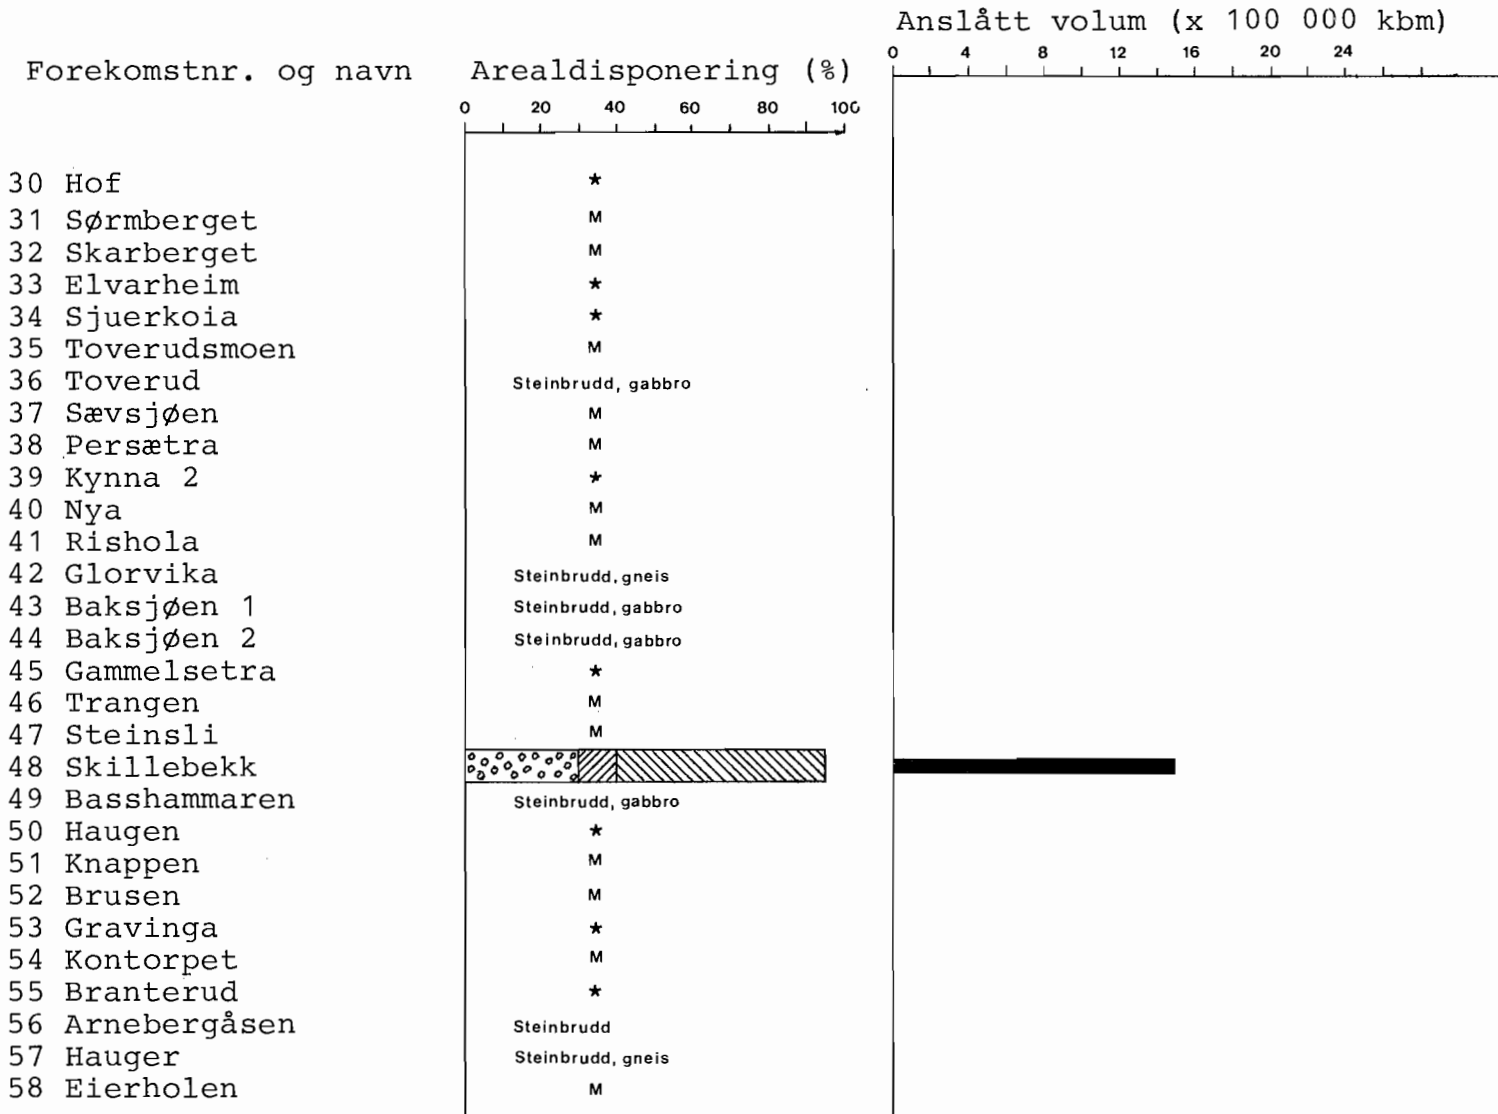 Anslått volum (x 100 000 kbm)
0 4 8 12 16 20 24
Forekomstnr. og navn Arealdisponering (%)
0 20 40 60 80 100
30 Hof *
31 Sørmberget M
32 Skarberget M
33 Elvarheim *
34 Sjuerkoia *
35 Toverudsmoen M
36 Toverud Steinbrudd, gabbro
37 Sævsjøen M
38 Persætra M
39 Kynna 2 *
40 Nya M
41 Rishola M
42 Glorvika Steinbrudd, gneis
43 Baksjøen 1 Steinbrudd, gabbro
44 Baksjøen 2 Steinbrudd, gabbro
45 Gammelsetra *
46 Trangen M
47 Steinsli M
48 Skillebekk
49 Basshammaren Steinbrudd, gabbro
50 Haugen *
51 Knappen M
52 Brusen M
53 Gravinga *
54 Kontorpet M
55 Branterud *
56 Arnebergåsen Steinbrudd
57 Hauger Steinbrudd, gneis
58 Eierholen M